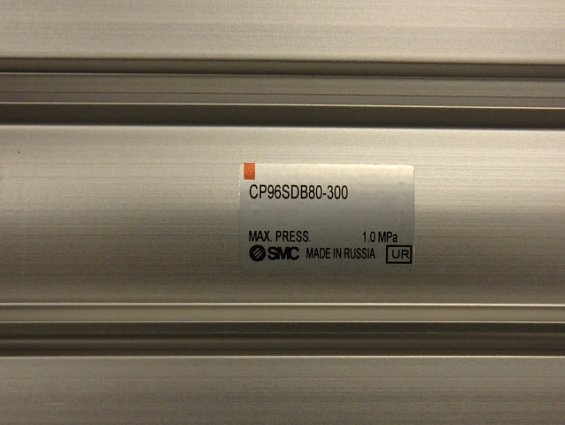 CP96SDB80-300
MAX. PRESS. 1.0 MPa
SMC MADE IN RUSSIA UR